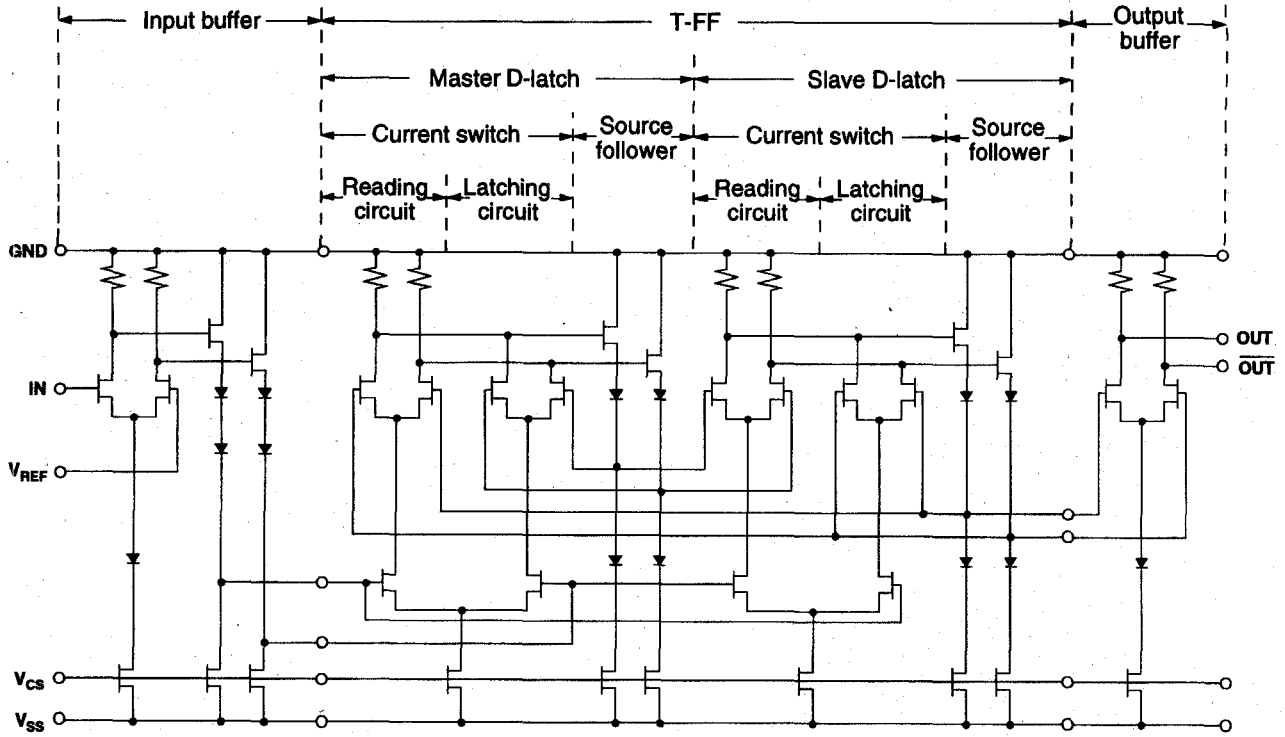 Input buffer
T-FF
Output
buffer
Master D-latch
Slave D-latch
Current switch
Source
follower
Current switch
Source
follower
Reading
circuit
Latching
circuit
Reading
circuit
Latching
circuit
GND
OUT
OUT
IN
VREF
VCS
VSS